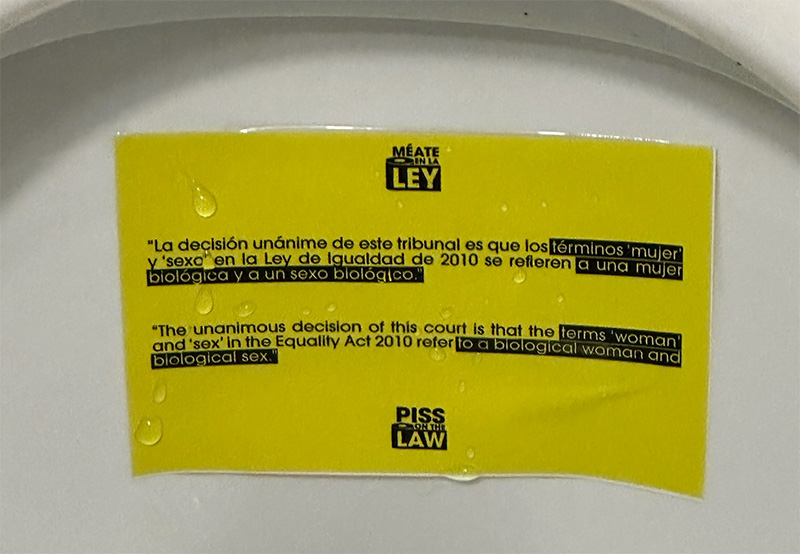 MÉATE
EN LA
LEY
“La decisión unánime de este tribunal es que los términos ‘mujer’
y ‘sexo’ en la Ley de Igualdad de 2010 se refieren a una mujer
biológica y a un sexo biológico.”
“The unanimous decision of this court is that the terms ‘woman’
and ‘sex’ in the Equality Act 2010 refer to a biological woman and
biological sex.”
PISS
ON THE
LAW